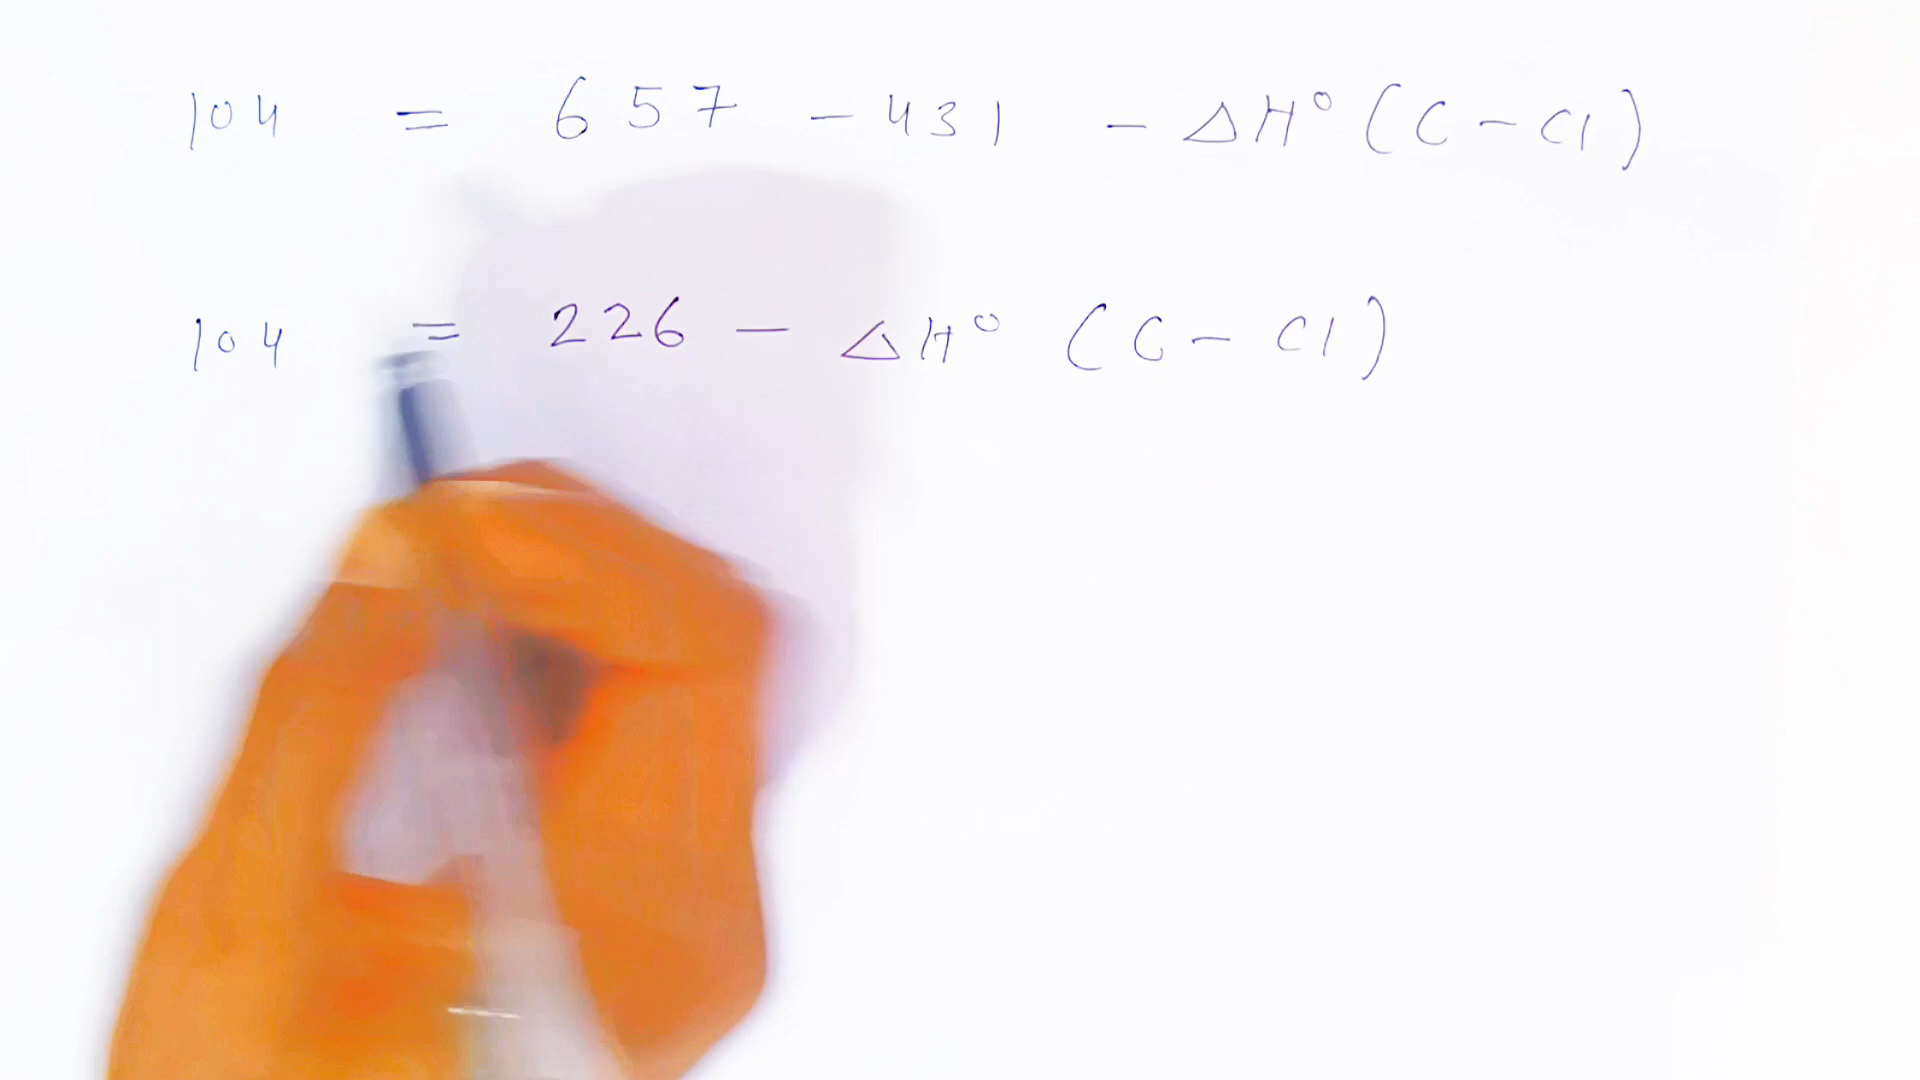 104 = 657 - 431 - ΔH° (C - Cl)
104 = 226 - ΔH° (C - Cl)